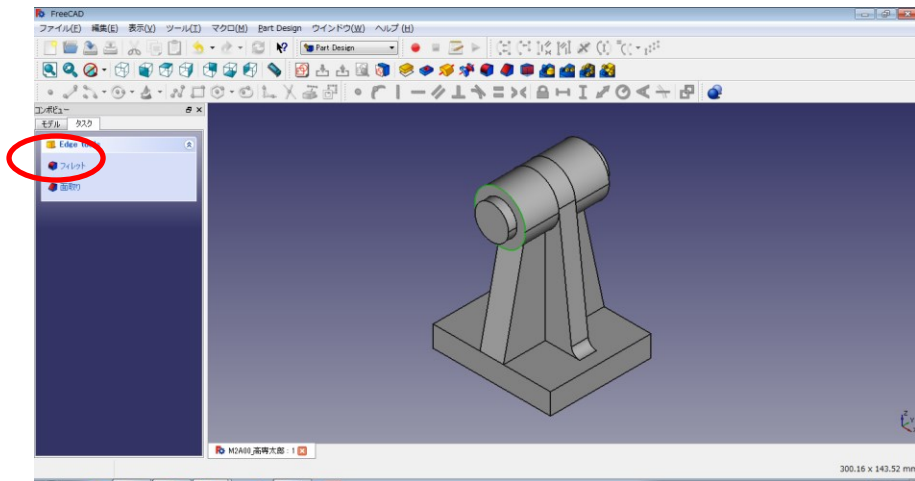 FreeCAD
ファイル(F) 編集(E) 表示(V) ツール(T) マクロ(M) Part Design ウインドウ(W) ヘルプ(H)
Part Design
コンボビュー
モデル タスク
Edge tools
フィレット
面取り
Z
M2A00_高専太郎 : 1
300.16 x 143.52 mm